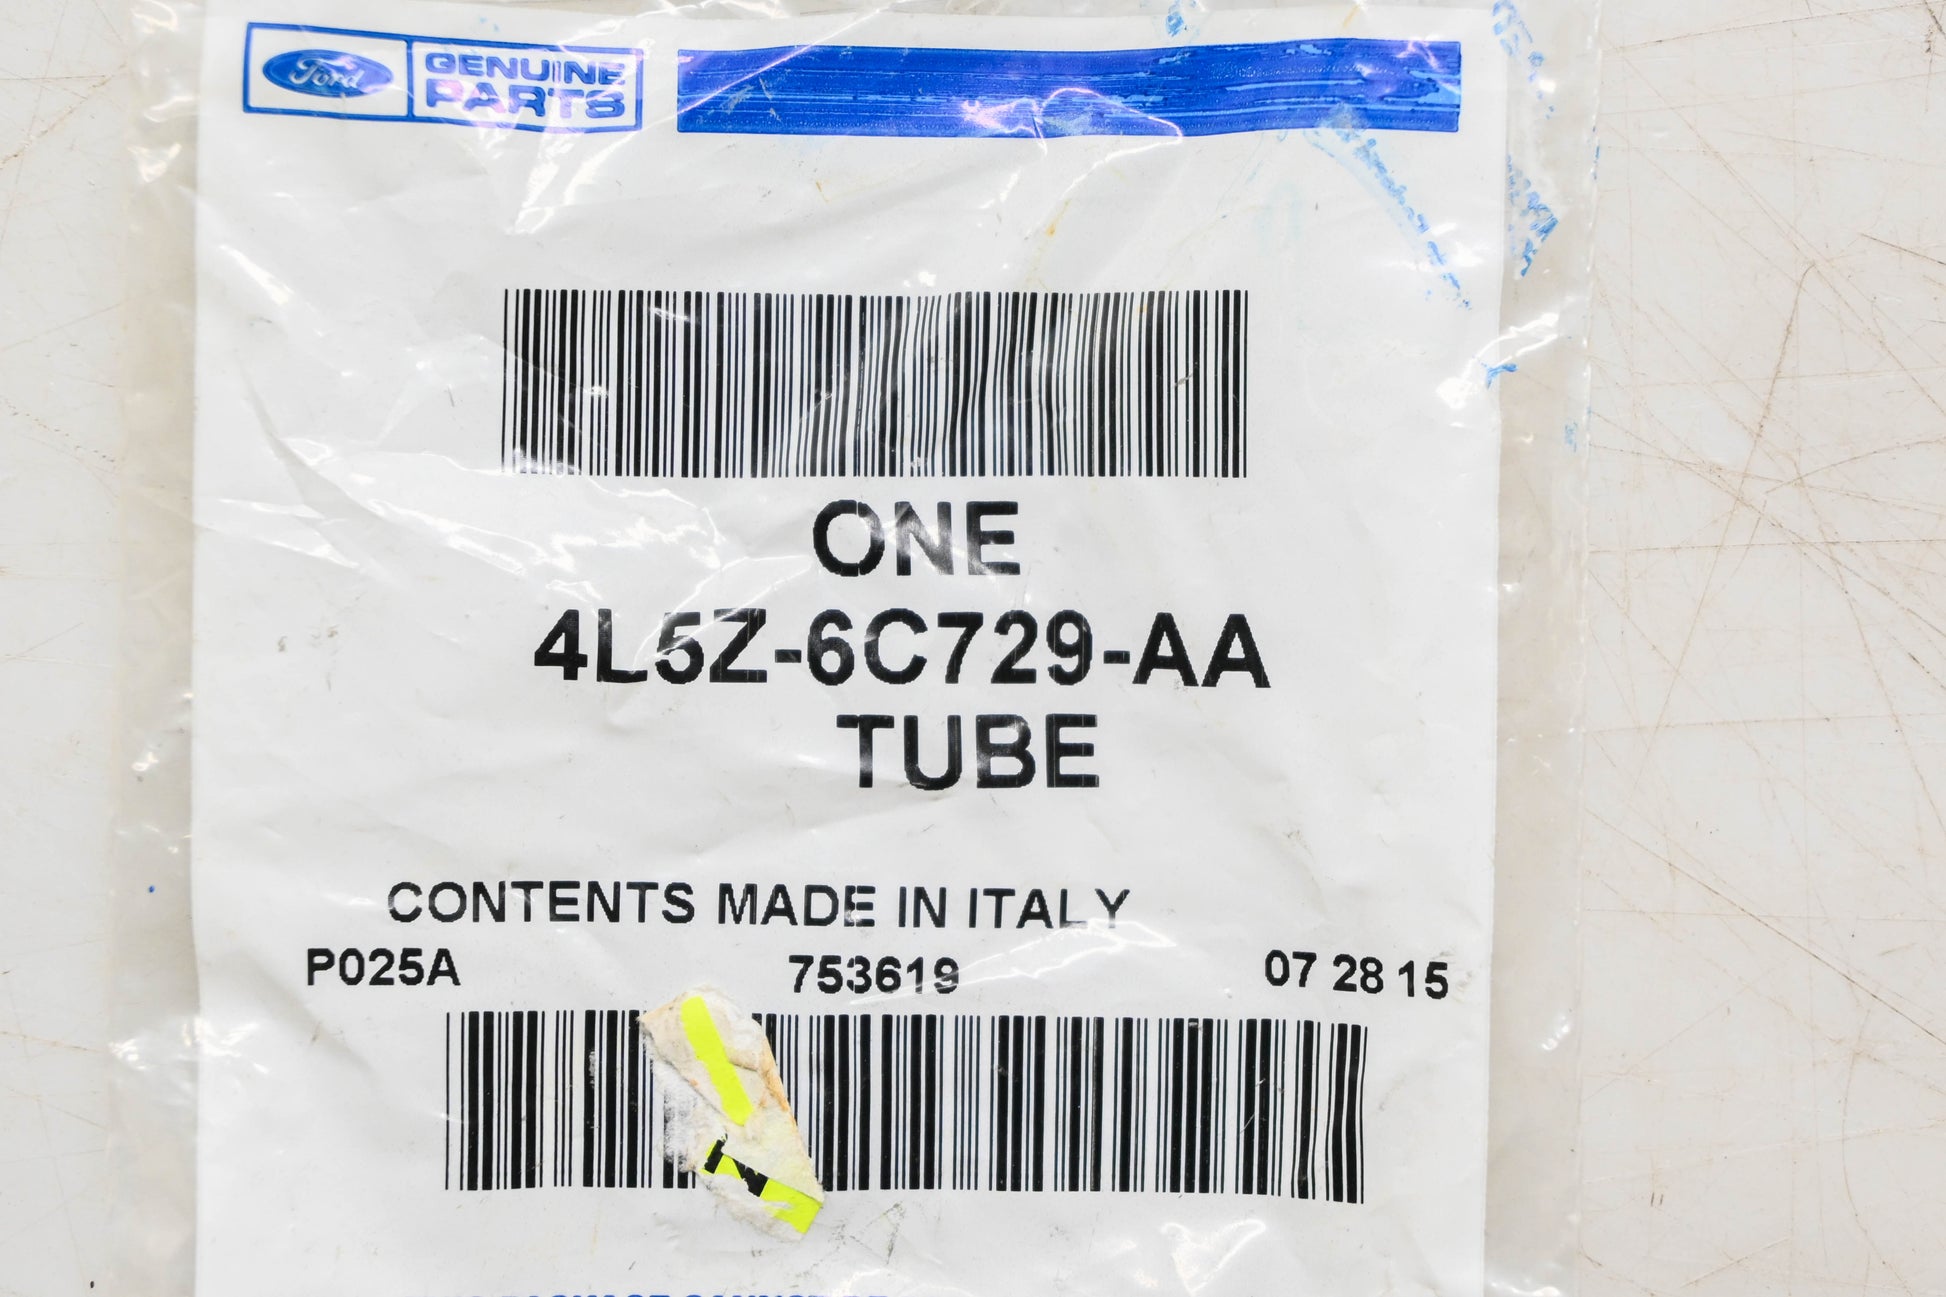 Ford GENUINE
PARTS
ONE
4L5Z-6C729-AA
TUBE
CONTENTS MADE IN ITALY
P025A 753619 07 28 15